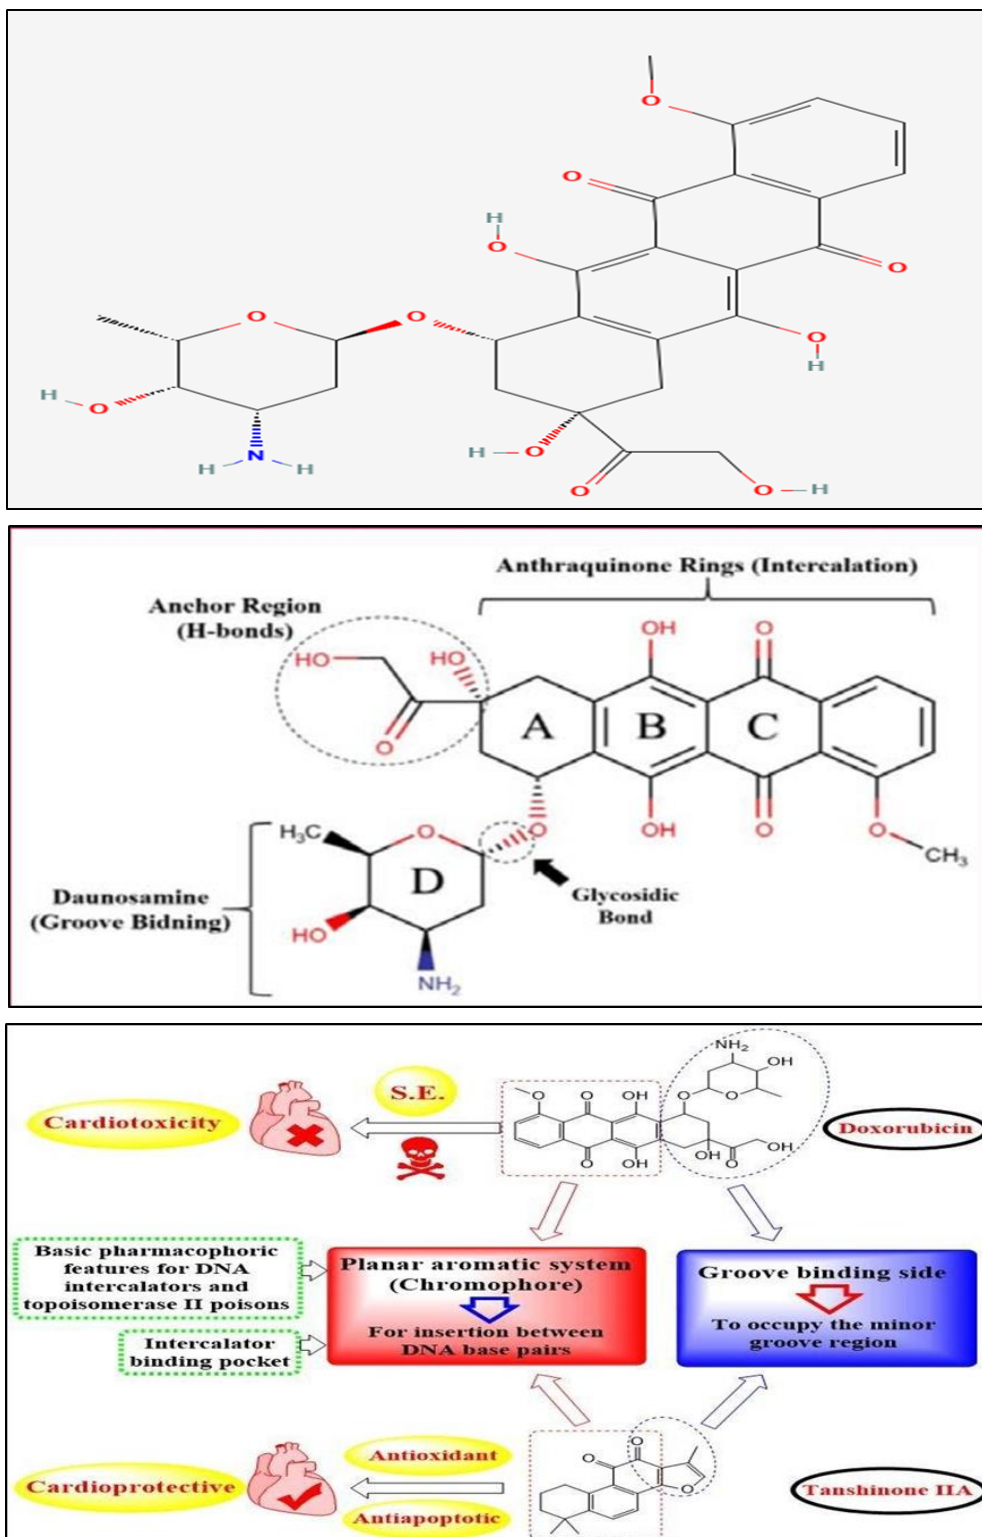 O
O
H
O
O
O
O
O
H
H
O
N
H
H
H
O
O
O
H
Anthraquinone Rings (Intercalation)
Anchor Region
(H-bonds)
HO
HO
OH
O
O
A
B
C
H₃C
O
O
OH
O
O
CH₃
D
Glycosidic
Bond
Daunosamine
(Groove Bidning)
HO
NH₂
NH₂
OH
S.E.
O
O
OH
O
O
Cardiotoxicity
Doxorubicin
O
OH
OH
O
OH
Basic pharmacophoric
features for DNA
intercalators and
topoisomerase II poisons
Planar aromatic system
(Chromophore)
For insertion between
DNA base pairs
Groove binding side
To occupy the minor
groove region
Intercalator
binding pocket
Antioxidant
Cardioprotective
Antiapoptotic
O
O
O
Tanshinone IIA